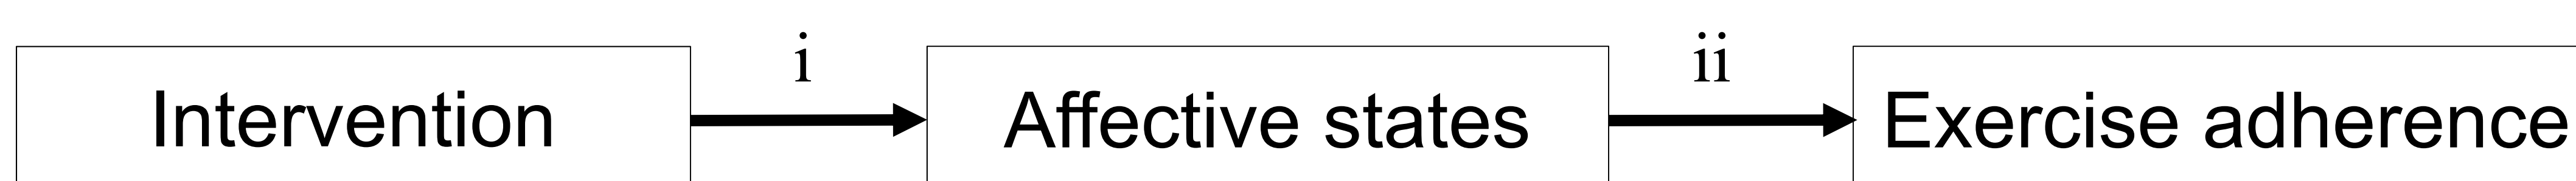 i
ii
Intervention
Affective states
Exercise adherence